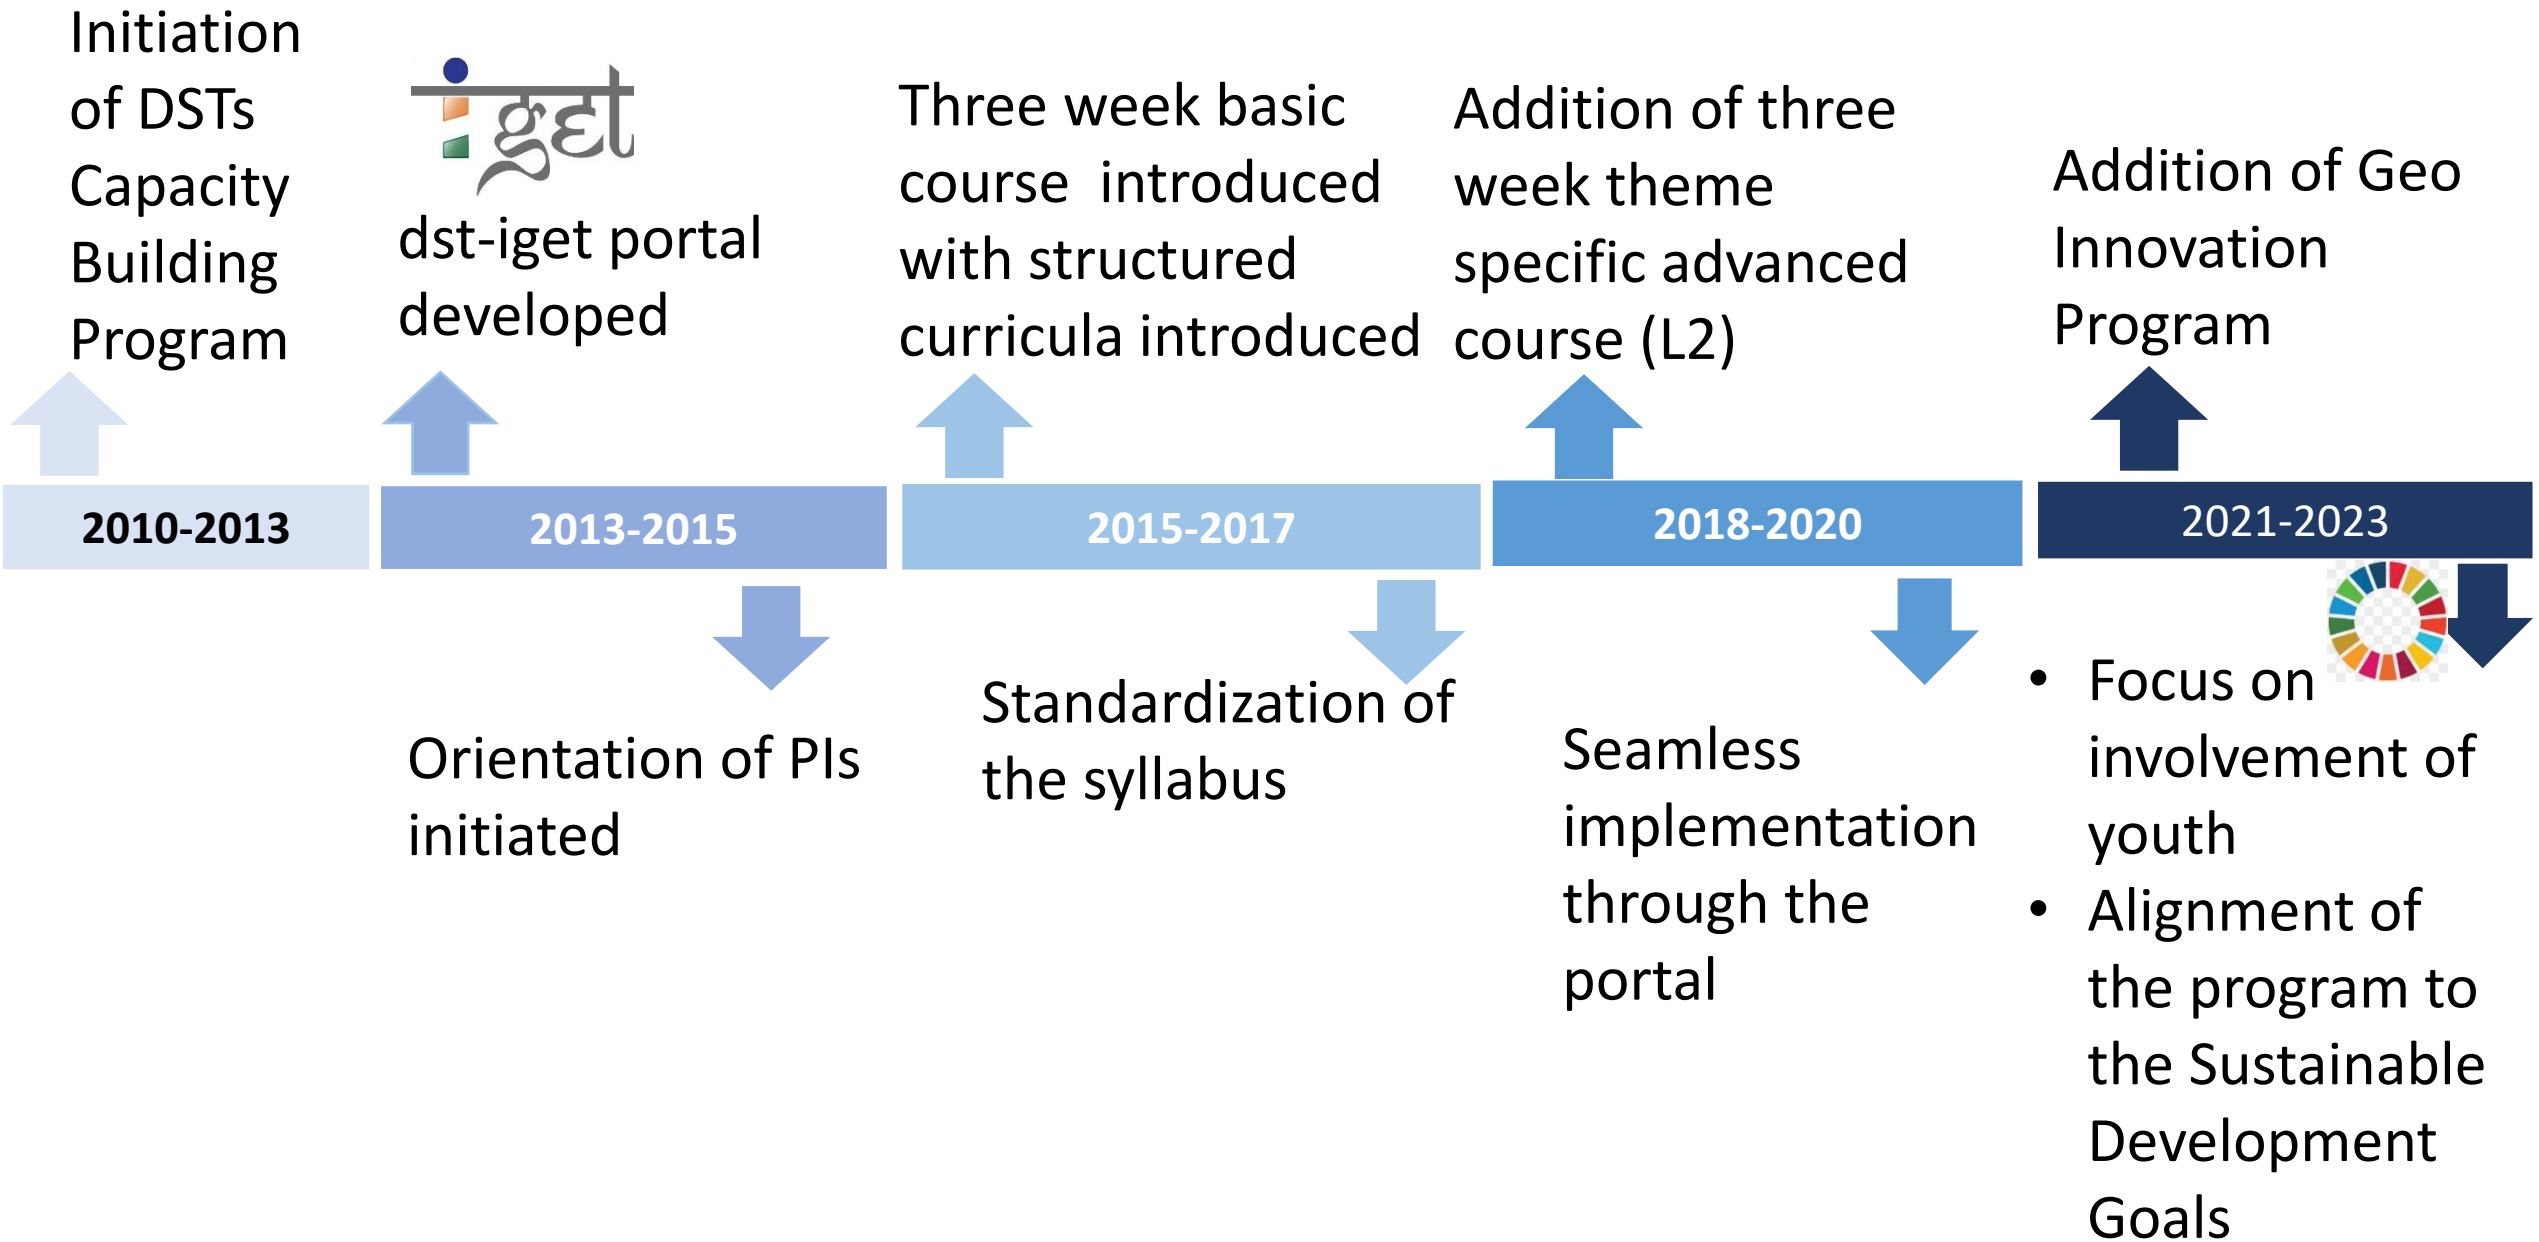 Initiation
of DSTs
Capacity
Building
Program
iget
dst-iget portal
developed
Three week basic
course introduced
with structured
curricula introduced
Addition of three
week theme
specific advanced
course (L2)
Addition of Geo
Innovation
Program
2010-2013
2013-2015
2015-2017
2018-2020
2021-2023
Orientation of PIs
initiated
Standardization of
the syllabus
Seamless
implementation
through the
portal
• Focus on
involvement of
youth
• Alignment of
the program to
the Sustainable
Development
Goals